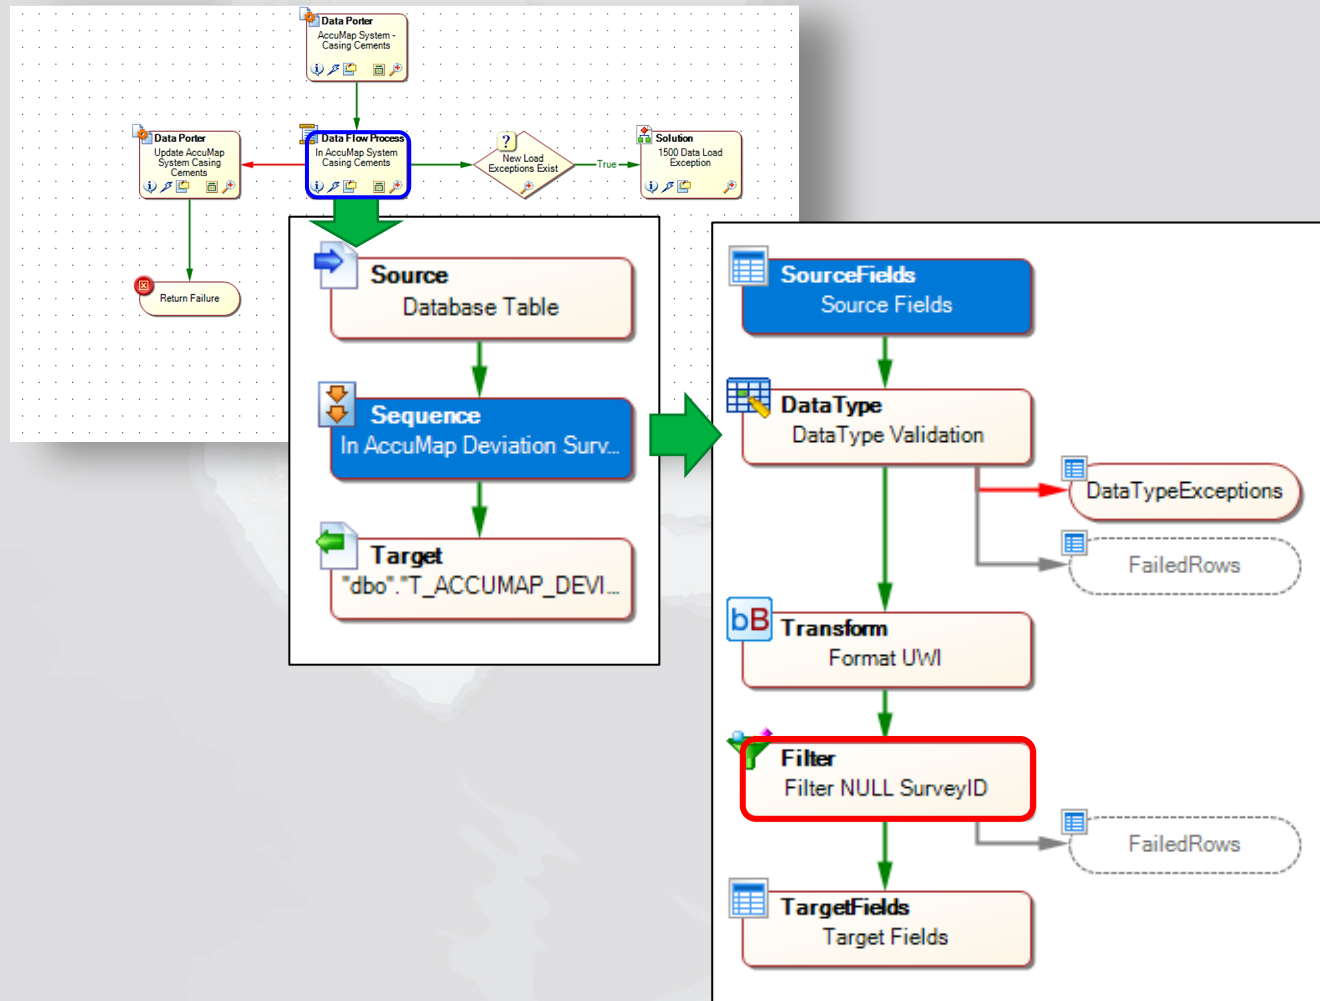 Data Porter
AccuMap System -
Casing Cements
Data Porter
Update AccuMap
System Casing
Cements
Data Flow Process
In AccuMap System
Casing Cements
?
New Load
Exceptions Exist
True
Solution
1500 Data Load
Exception
Return Failure
Source
Database Table
Sequence
In AccuMap Deviation Surv...
Target
"dbo"."T_ACCUMAP_DEVI...
SourceFields
Source Fields
DataType
DataType Validation
DataTypeExceptions
FailedRows
bB
Transform
Format UWI
Filter
Filter NULL SurveyID
FailedRows
TargetFields
Target Fields